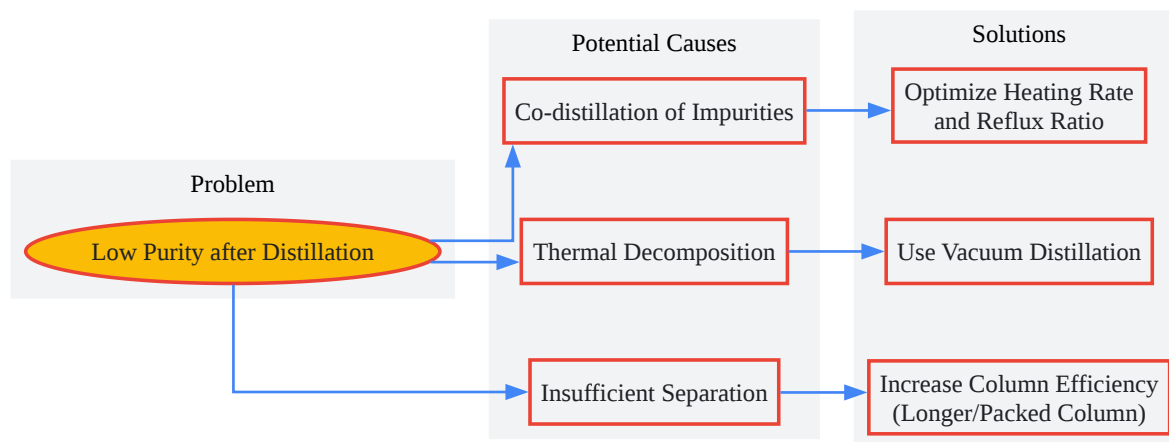 Problem
Low Purity after Distillation
Potential Causes
Co-distillation of Impurities
Thermal Decomposition
Insufficient Separation
Solutions
Optimize Heating Rate
and Reflux Ratio
Use Vacuum Distillation
Increase Column Efficiency
(Longer/Packed Column)